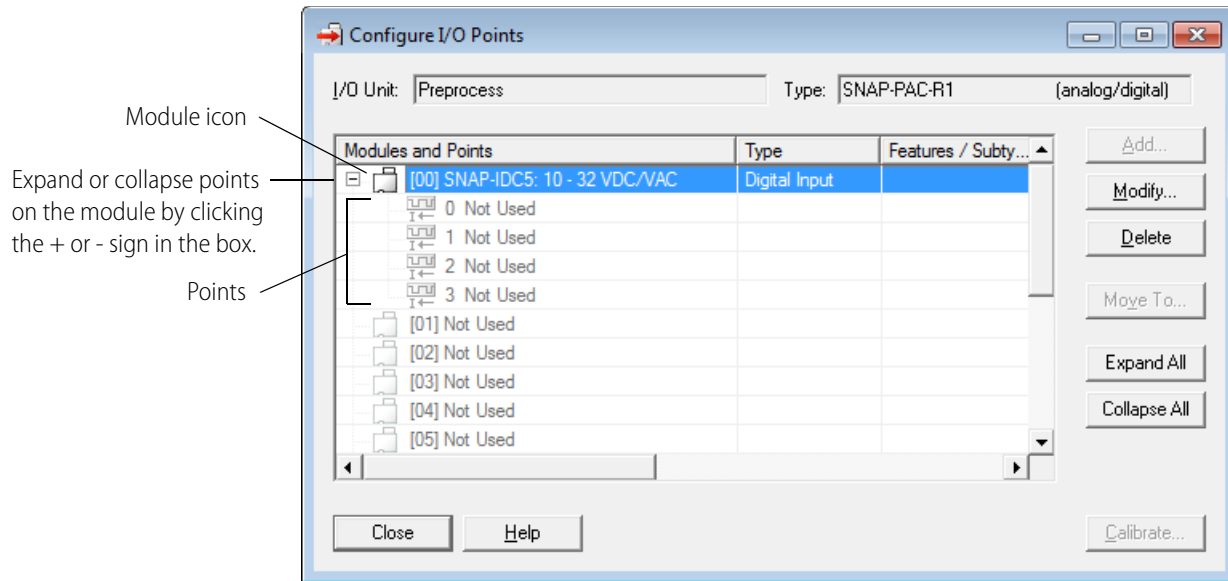 Configure I/O Points
I/O Unit: Preprocess Type: SNAP-PAC-R1 (analog/digital)
Module icon
Expand or collapse points
on the module by clicking
the + or - sign in the box.
Points
Modules and Points Type Features / Subty...
[00] SNAP-IDC5: 10 - 32 VDC/VAC Digital Input
0 Not Used
1 Not Used
2 Not Used
3 Not Used
[01] Not Used
[02] Not Used
[03] Not Used
[04] Not Used
[05] Not Used
Add...
Modify...
Delete
Move To...
Expand All
Collapse All
Close Help Calibrate...